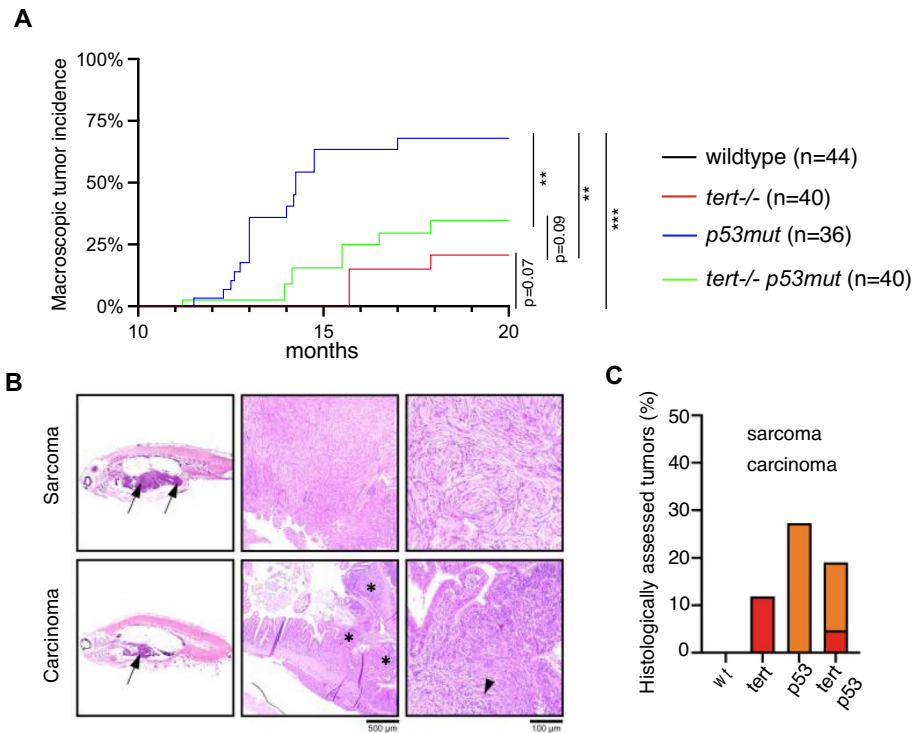 A
Macroscopic tumor incidence
100%
75%
50%
25%
0%
10
15
20
months
**
p=0.09
**
***
p=0.07
wildtype (n=44)
tert-/- (n=40)
p53mut (n=36)
tert-/- p53mut (n=40)
B
Sarcoma
Carcinoma
*
*
*
500 µm
100 µm
C
Histologically assessed tumors (%)
50
40
30
20
10
0
sarcoma
carcinoma
wt
tert
p53
tert
p53